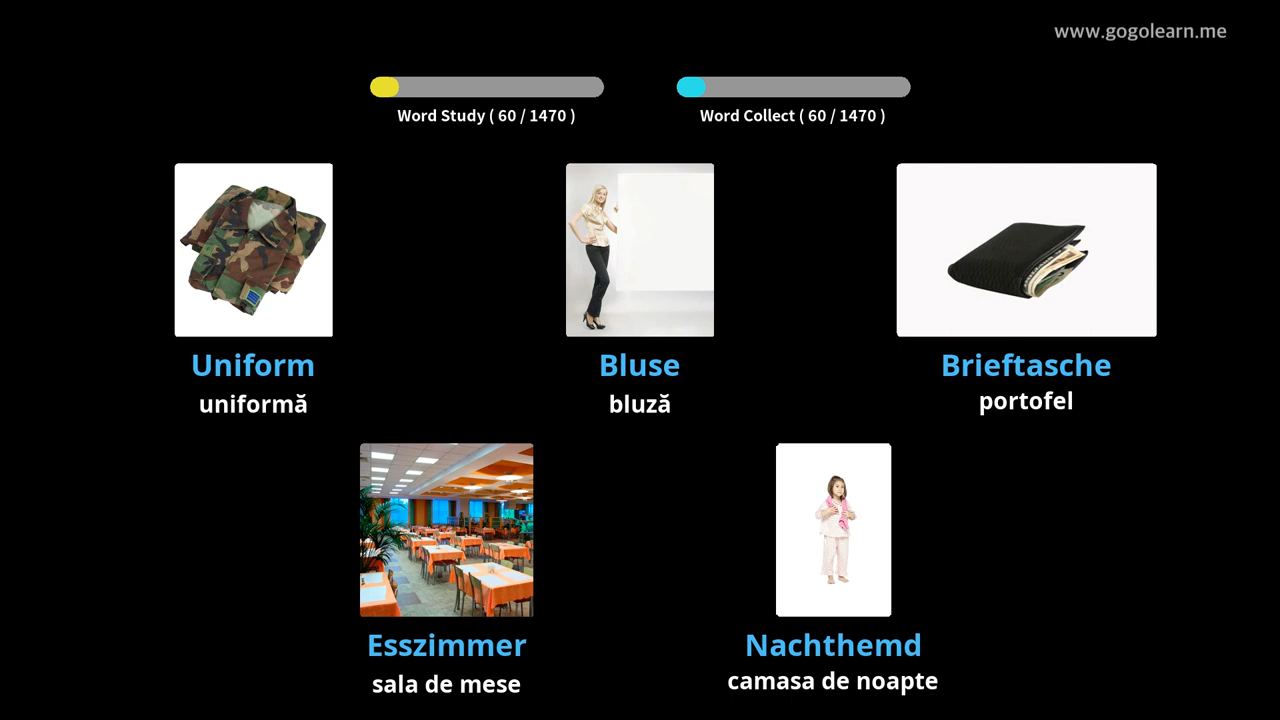 www.gogolearn.me
Word Study ( 60 / 1470 )
Word Collect ( 60 / 1470 )
Uniform
uniformă
Bluse
bluză
Brieftasche
portofel
Esszimmer
sala de mese
Nachthemd
camasa de noapte